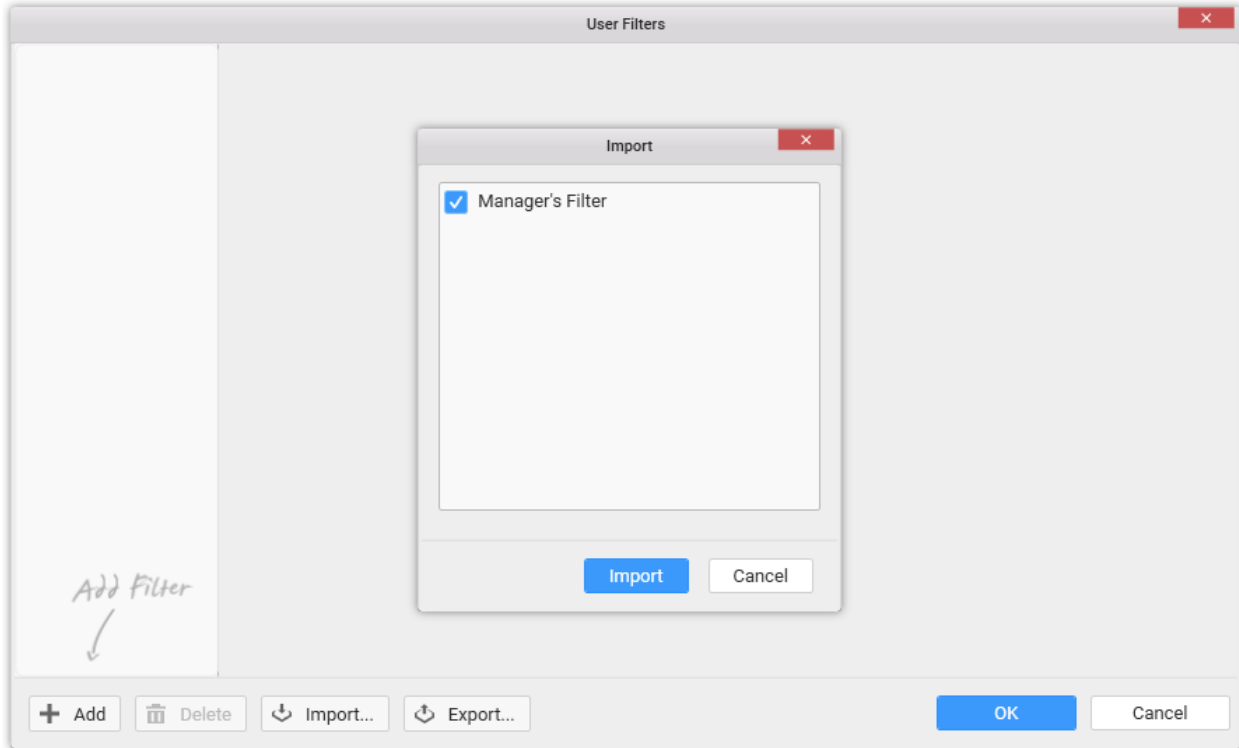 User Filters
Import
Manager's Filter
Import Cancel
Add Filter
Add Delete Import... Export... OK Cancel